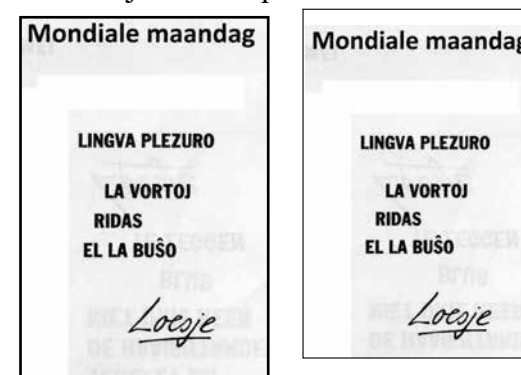 Mondiale maandag
LINGVA PLEZURO
LA VORTOJ
RIDAS
EL LA BUŜO
Loesje
Mondiale maandag
LINGVA PLEZURO
LA VORTOJ
RIDAS
EL LA BUŜO
Loesje